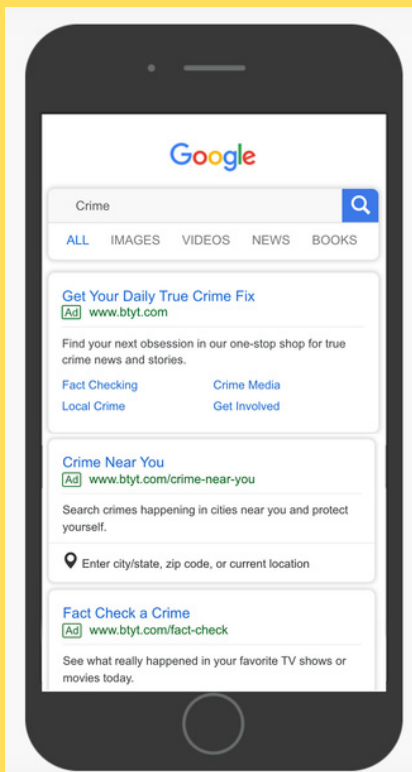 Google
Crime
ALL IMAGES VIDEOS NEWS BOOKS
Get Your Daily True Crime Fix
Ad www.btyt.com
Find your next obsession in our one-stop shop for true
crime news and stories.
Fact Checking Crime Media
Local Crime Get Involved
Crime Near You
Ad www.btyt.com/crime-near-you
Search crimes happening in cities near you and protect
yourself.
Enter city/state, zip code, or current location
Fact Check a Crime
Ad www.btyt.com/fact-check
See what really happened in your favorite TV shows or
movies today.